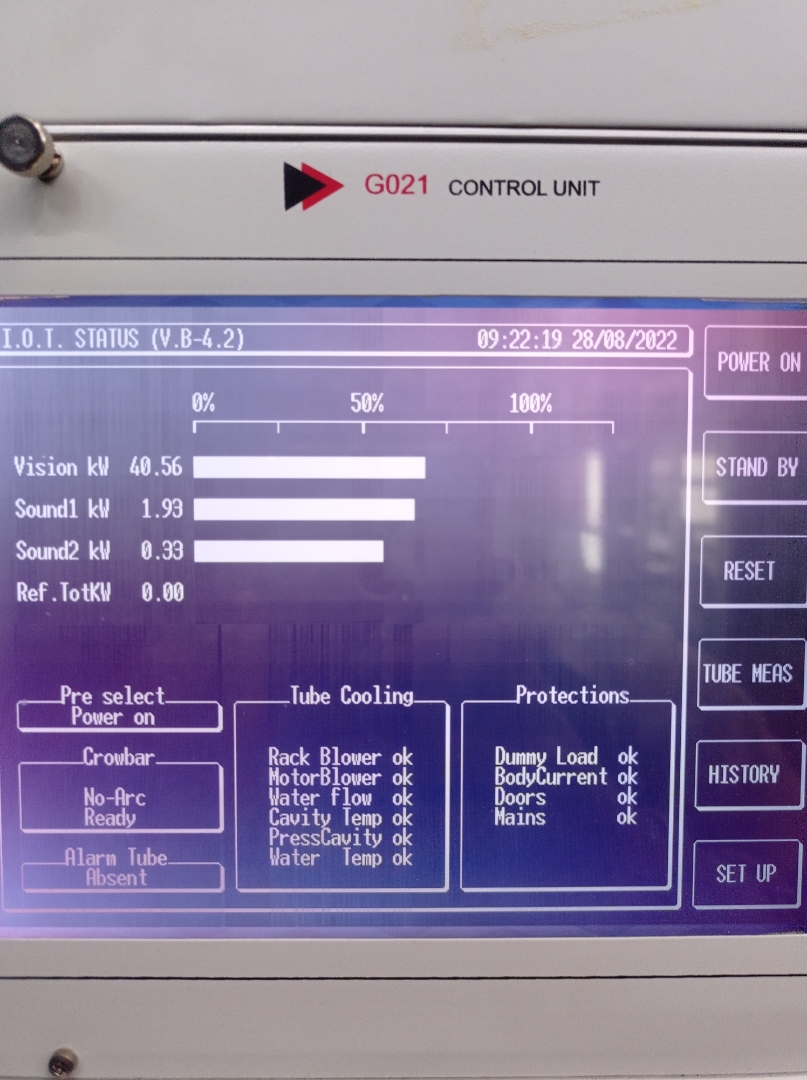 G021 CONTROL UNIT
I.O.T. STATUS (V.B-4.2) 09:22:19 28/08/2022
POWER ON
0% 50% 100%
Vision kW 40.56
STAND BY
Sound1 kW 1.93
Sound2 kW 0.33
RESET
Ref.TotKW 0.00
TUBE MEAS
Pre select
Power on
Crowbar
No-Arc
Ready
Alarm Tube
Absent
Tube Cooling
Rack Blower ok
MotorBlower ok
Water flow ok
Cavity Temp ok
PressCavity ok
Water Temp ok
Protections
Dummy Load ok
BodyCurrent ok
Doors ok
Mains ok
HISTORY
SET UP